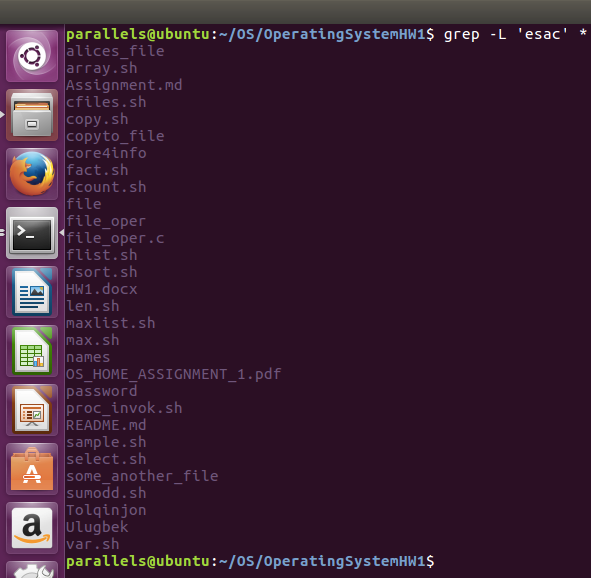 parallels@ubuntu:~/OS/OperatingSystemHW1$ grep -L 'esac' *
alices_file
array.sh
Assignment.md
cfiles.sh
copy.sh
copyto_file
core4info
fact.sh
fcount.sh
file
file_oper
file_oper.c
flist.sh
fsort.sh
HW1.docx
len.sh
maxlist.sh
max.sh
names
OS_HOME_ASSIGNMENT_1.pdf
password
proc_invok.sh
README.md
sample.sh
select.sh
some_another_file
sumodd.sh
Tolqinjon
Ulugbek
var.sh
parallels@ubuntu:~/OS/OperatingSystemHW1$